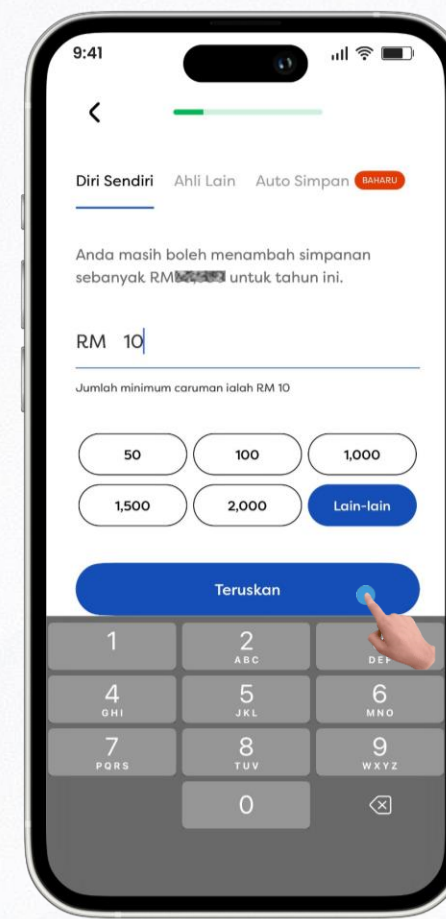 9:41
Diri Sendiri Ahli Lain Auto Simpan BAHARU
Anda masih boleh menambah simpanan
sebanyak RM untuk tahun ini.
RM 10
Jumlah minimum caruman ialah RM 10
50 100 1,000
1,500 2,000 Lain-lain
Teruskan
1 2
ABC DEF
4 5 6
GHI JKL MNO
7 8 9
PQRS TUV WXYZ
0